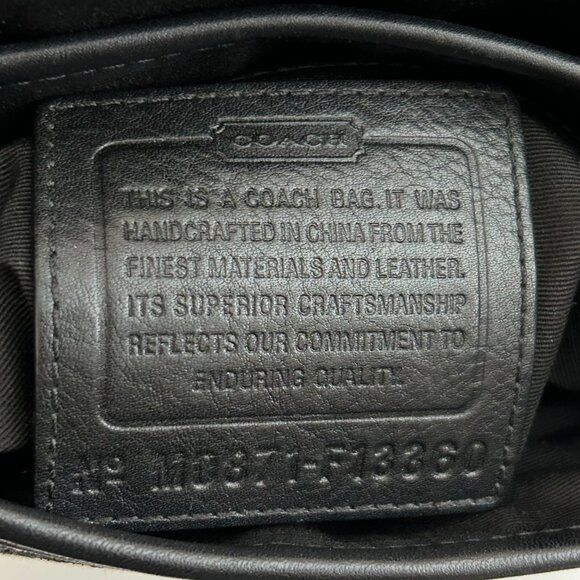 COACH
THIS IS A COACH BAG. IT WAS
HANDCRAFTED IN CHINA FROM THE
FINEST MATERIALS AND LEATHER.
ITS SUPERIOR CRAFTSMANSHIP
REFLECTS OUR COMMITMENT TO
ENDURING QUALITY.
Nº M0871-F13360